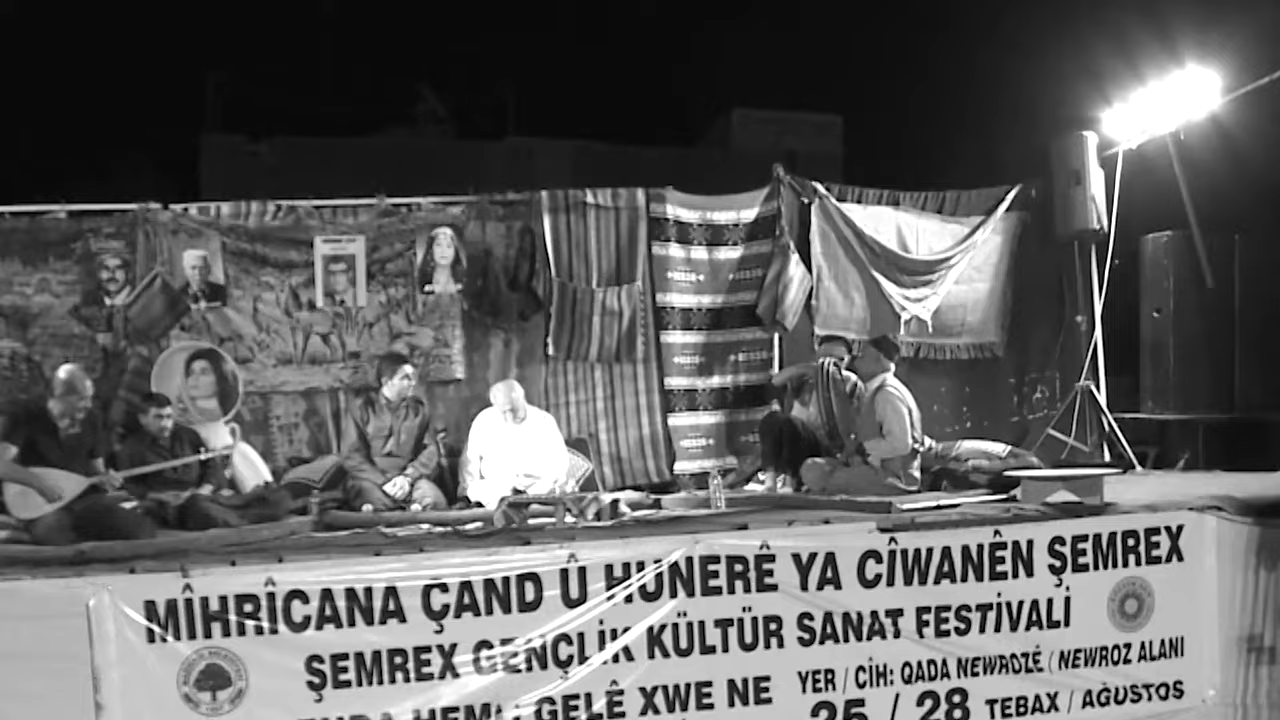 MÎHRÎCANA ÇAND Û HUNERÊ YA CÎWANÊN ŞEMREX
ŞEMREX GENÇLİK KÜLTÜR SANAT FESTİVALİ
GELÊ XWE NE
YER / CÎH: QADA NEWROZÊ / NEWROZ ALANI
25 / 28 TEBAX / AĞUSTOS